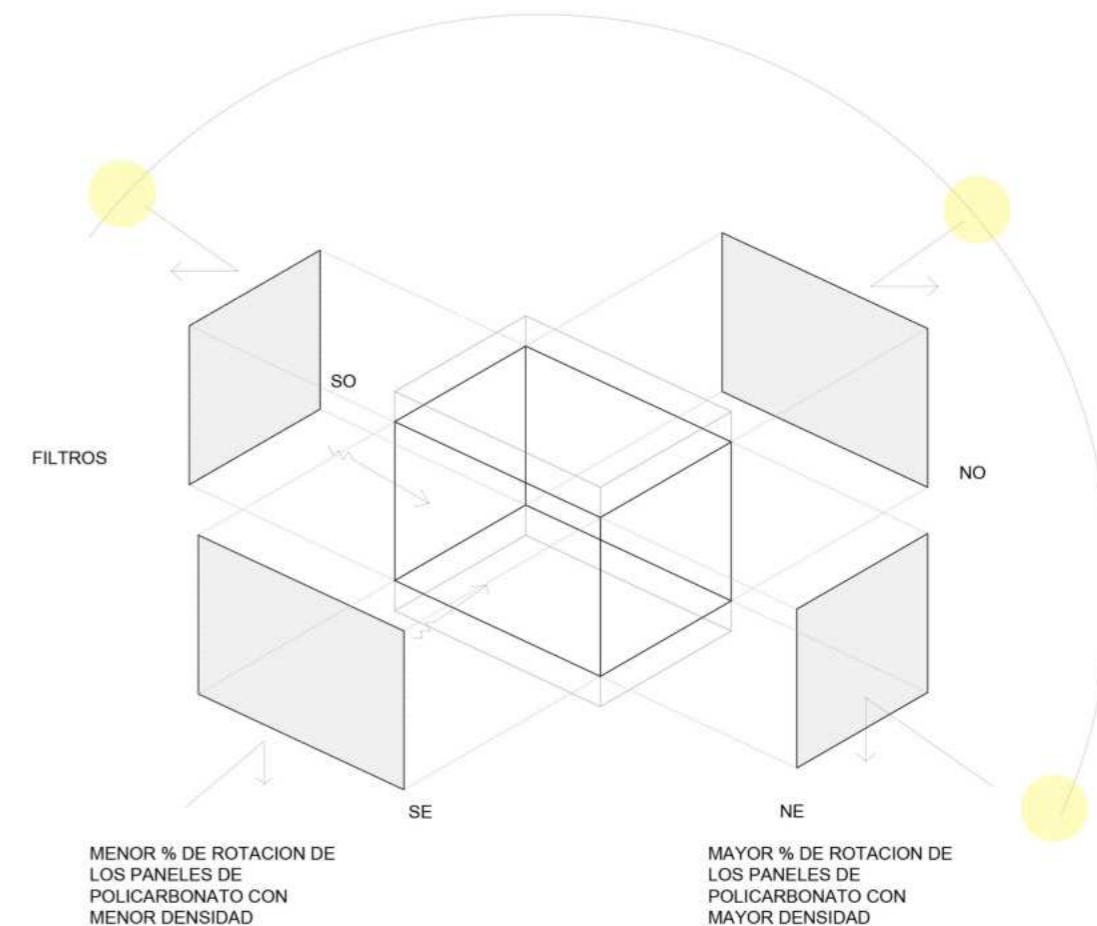 SO
FILTROS
NO
SE
NE
MENOR % DE ROTACION DE
LOS PANELES DE
POLICARBONATO CON
MENOR DENSIDAD
MAYOR % DE ROTACION DE
LOS PANELES DE
POLICARBONATO CON
MAYOR DENSIDAD